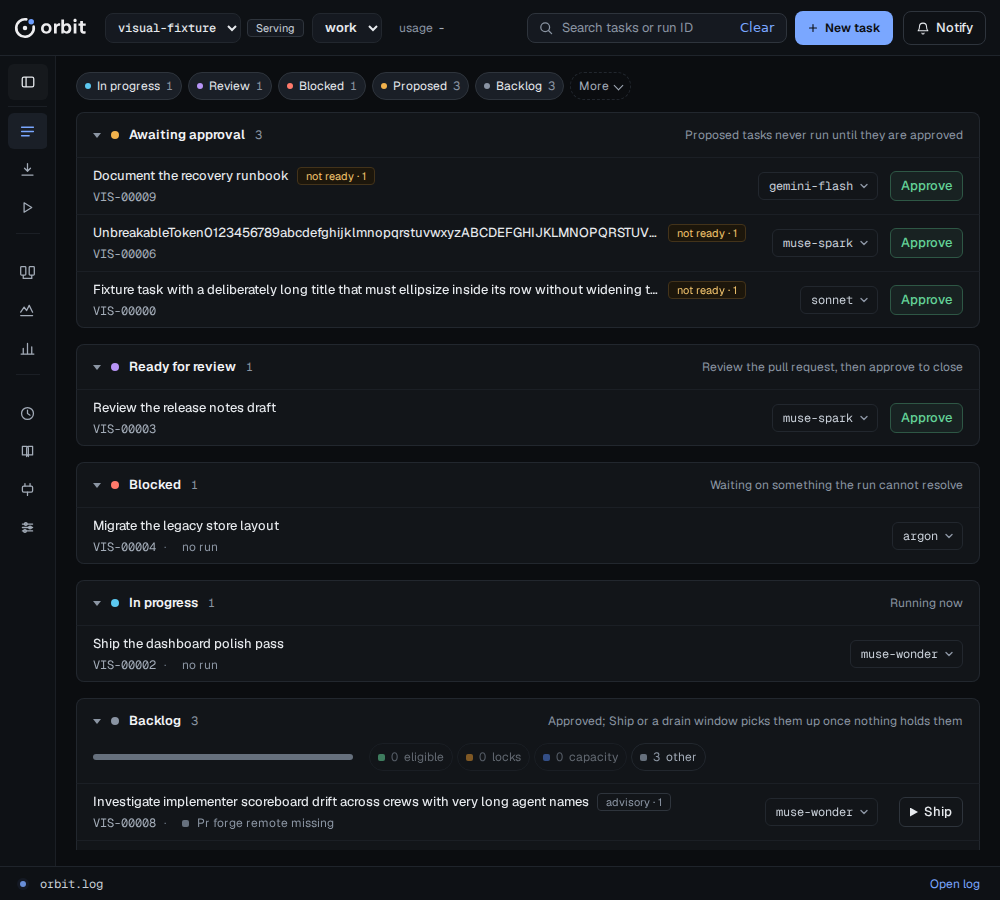 orbit visual-fixture Serving work usage - Search tasks or run ID Clear + New task Notify
In progress 1 Review 1 Blocked 1 Proposed 3 Backlog 3 More
Awaiting approval 3 Proposed tasks never run until they are approved
Document the recovery runbook not ready · 1
VIS-00009
gemini-flash Approve
UnbreakableToken0123456789abcdefghijklmnopqrstuvwxyzABCDEFGHIJKLMNOPQRSTUV… not ready · 1
VIS-00006
muse-spark Approve
Fixture task with a deliberately long title that must ellipsize inside its row without widening t… not ready · 1
VIS-00000
sonnet Approve
Ready for review 1 Review the pull request, then approve to close
Review the release notes draft
VIS-00003
muse-spark Approve
Blocked 1 Waiting on something the run cannot resolve
Migrate the legacy store layout
VIS-00004 · no run
argon
In progress 1 Running now
Ship the dashboard polish pass
VIS-00002 · no run
muse-wonder
Backlog 3 Approved; Ship or a drain window picks them up once nothing holds them
0 eligible 0 locks 0 capacity 3 other
Investigate implementer scoreboard drift across crews with very long agent names advisory · 1
VIS-00008 · Pr forge remote missing
muse-wonder Ship
orbit.log Open log